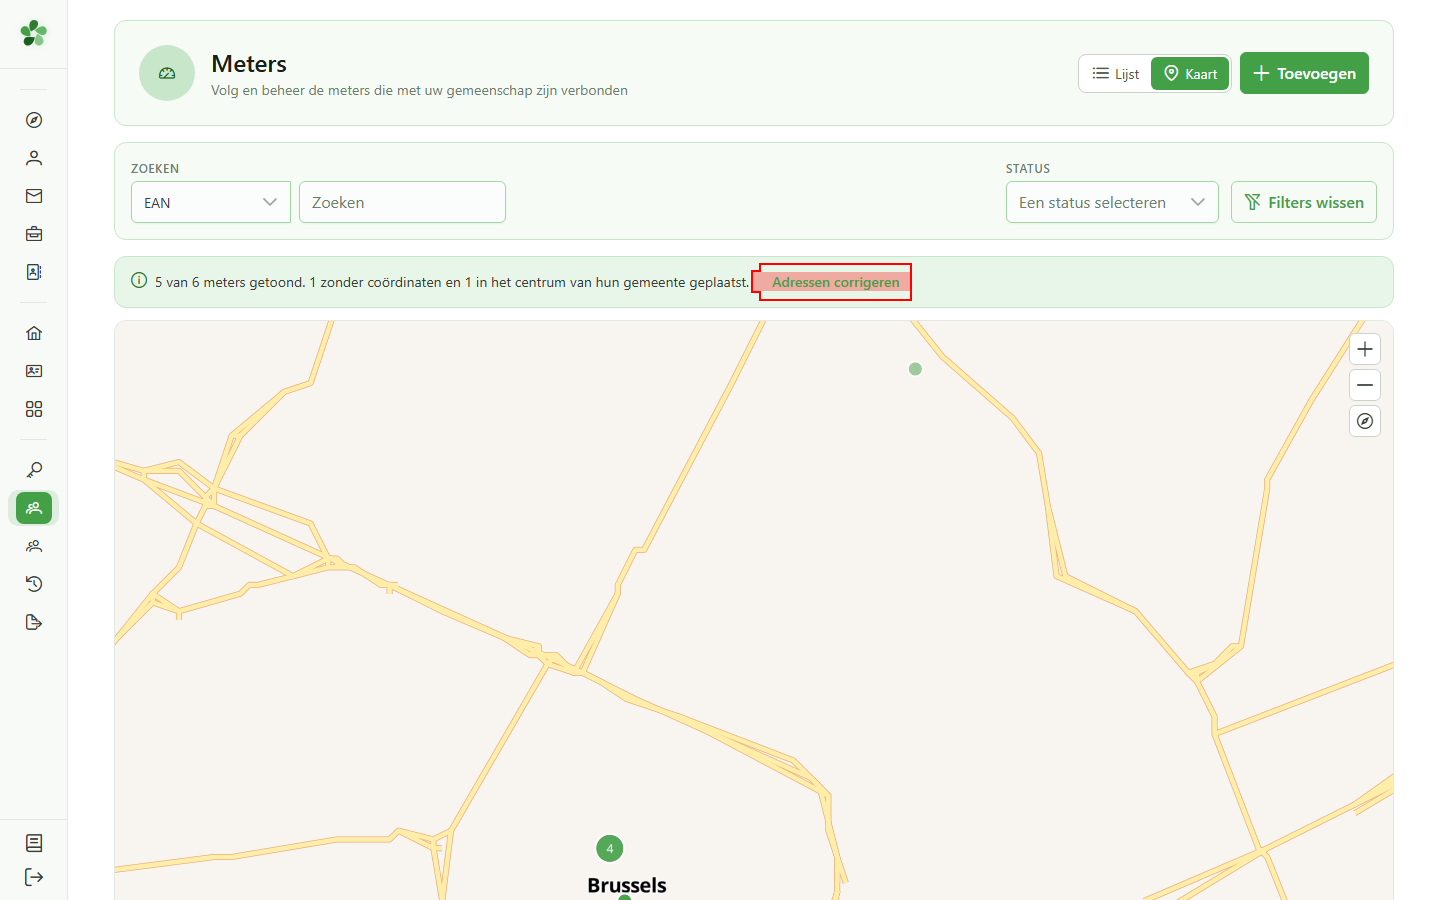 Meters
Volg en beheer de meters die met uw gemeenschap zijn verbonden
Lijst
Kaart
Toevoegen
ZOEKEN
EAN
Zoeken
STATUS
Een status selecteren
Filters wissen
5 van 6 meters getoond. 1 zonder coördinaten en 1 in het centrum van hun gemeente geplaatst. Adressen corrigeren
4
Brussels